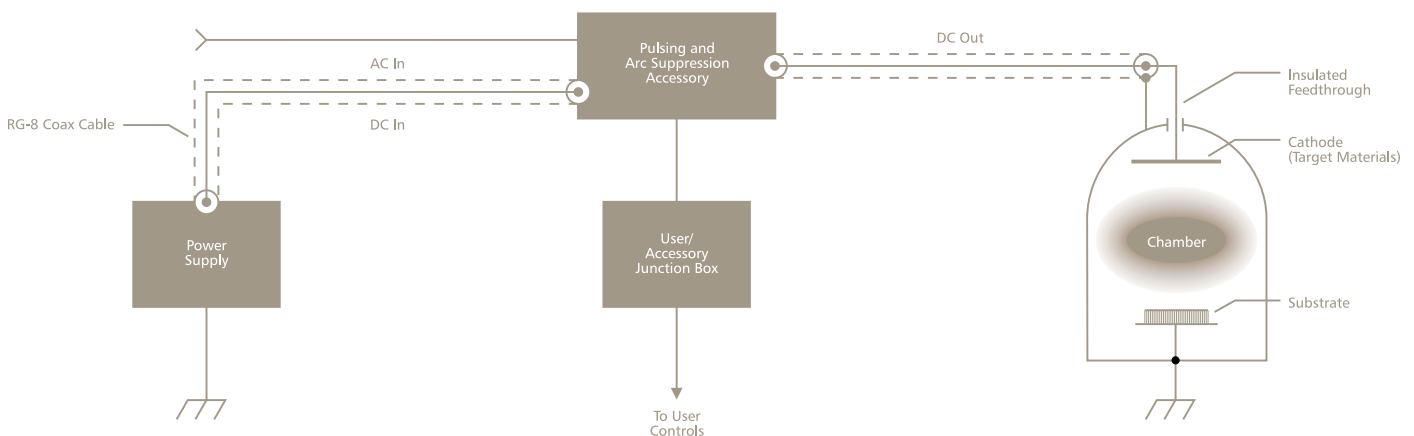 Pulsing and
Arc Suppression
Accessory
AC In
DC In
DC Out
RG-8 Coax Cable
Insulated
Feedthrough
Cathode
(Target Materials)
Power
Supply
User/
Accessory
Junction Box
Chamber
Substrate
To User
Controls